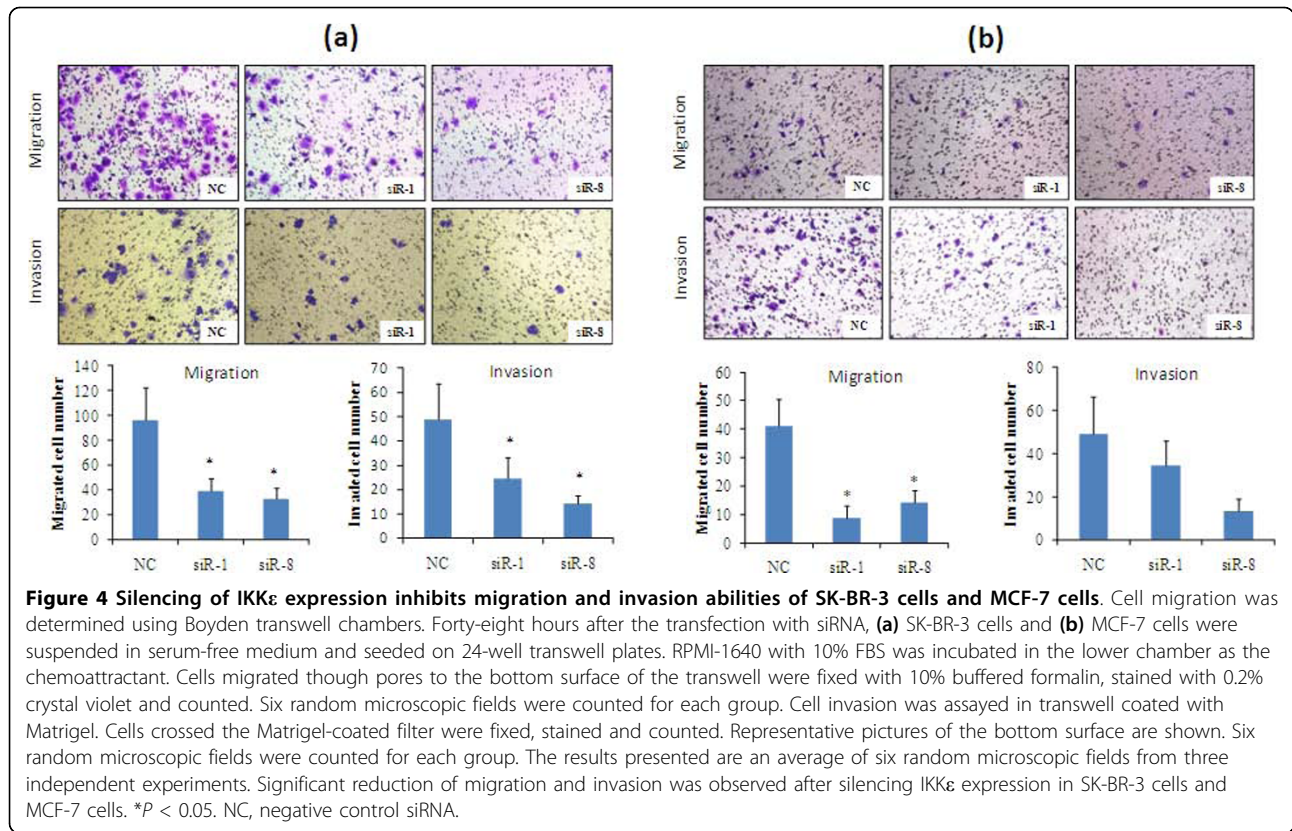 (a)
(b)
Migration
NC
siR-1
siR-8
Invasion
NC
siR-1
siR-8
Migration
NC
siR-1
siR-8
Invasion
NC
siR-1
siR-8
Migration
Migrated cell number
140
120
100
80
60
40
20
0
*
*
NC
siR-1
siR-8
Invasion
Invaded cell number
70
60
50
40
30
20
10
0
*
*
NC
siR-1
siR-8
Migration
Migrated cell number
60
50
40
30
20
10
0
*
*
NC
siR-1
siR-8
Invasion
Invaded cell number
80
60
40
20
0
NC
siR-1
siR-8
Figure 4 Silencing of IKKε expression inhibits migration and invasion abilities of SK-BR-3 cells and MCF-7 cells. Cell migration was
determined using Boyden transwell chambers. Forty-eight hours after the transfection with siRNA, (a) SK-BR-3 cells and (b) MCF-7 cells were
suspended in serum-free medium and seeded on 24-well transwell plates. RPMI-1640 with 10% FBS was incubated in the lower chamber as the
chemoattractant. Cells migrated though pores to the bottom surface of the transwell were fixed with 10% buffered formalin, stained with 0.2%
crystal violet and counted. Six random microscopic fields were counted for each group. Cell invasion was assayed in transwell coated with
Matrigel. Cells crossed the Matrigel-coated filter were fixed, stained and counted. Representative pictures of the bottom surface are shown. Six
random microscopic fields were counted for each group. The results presented are an average of six random microscopic fields from three
independent experiments. Significant reduction of migration and invasion was observed after silencing IKKε expression in SK-BR-3 cells and
MCF-7 cells. *P < 0.05. NC, negative control siRNA.